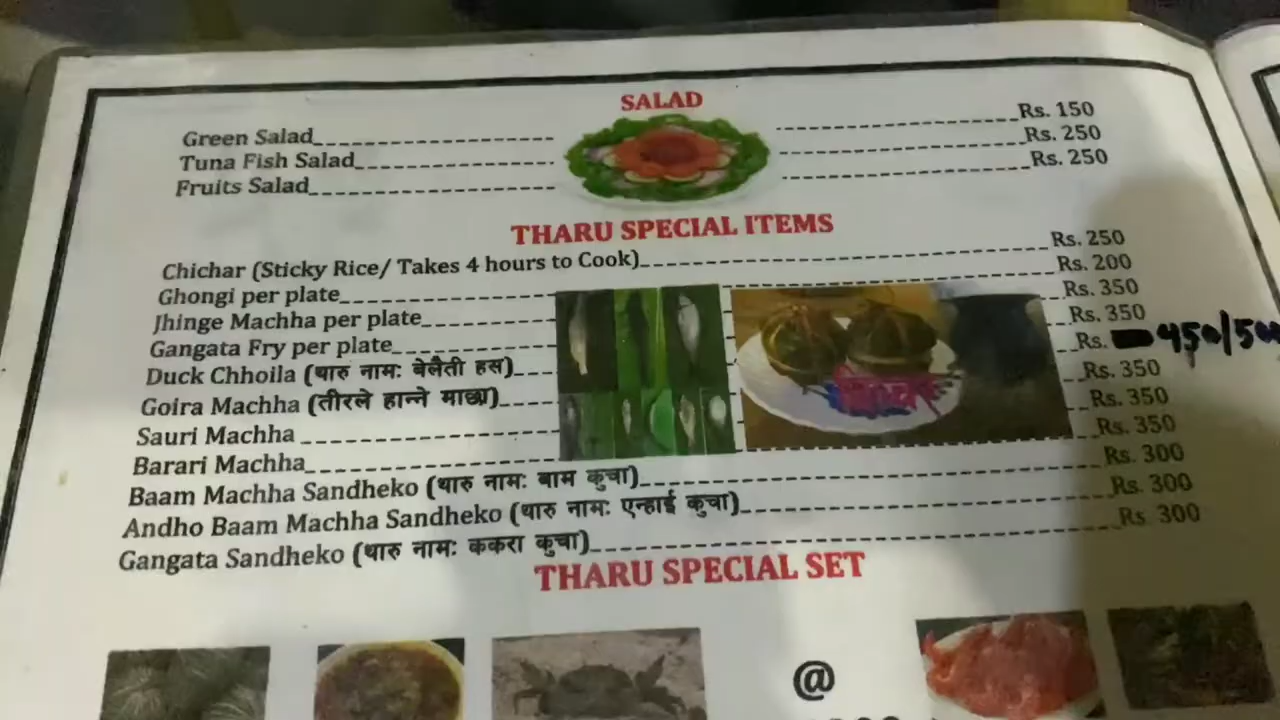 SALAD
Green Salad Rs. 150
Tuna Fish Salad Rs. 250
Fruits Salad Rs. 250
THARU SPECIAL ITEMS
Chichar (Sticky Rice/ Takes 4 hours to Cook) Rs. 250
Ghongi per plate Rs. 200
Jhinge Machha per plate Rs. 350
Gangata Fry per plate Rs. 350
Duck Chhoila (थारु नामः बेलैती हस) Rs. 450/
Goira Machha (तीरले हान्ने माछा) Rs. 350
Sauri Machha Rs. 350
Barari Machha Rs. 350
Baam Machha Sandheko (थारु नामः बाम कुचा) Rs. 300
Andho Baam Machha Sandheko (थारु नामः एन्हाई कुचा) Rs. 300
Gangata Sandheko (थारु नामः ककरा कुचा) Rs. 300
THARU SPECIAL SET
@